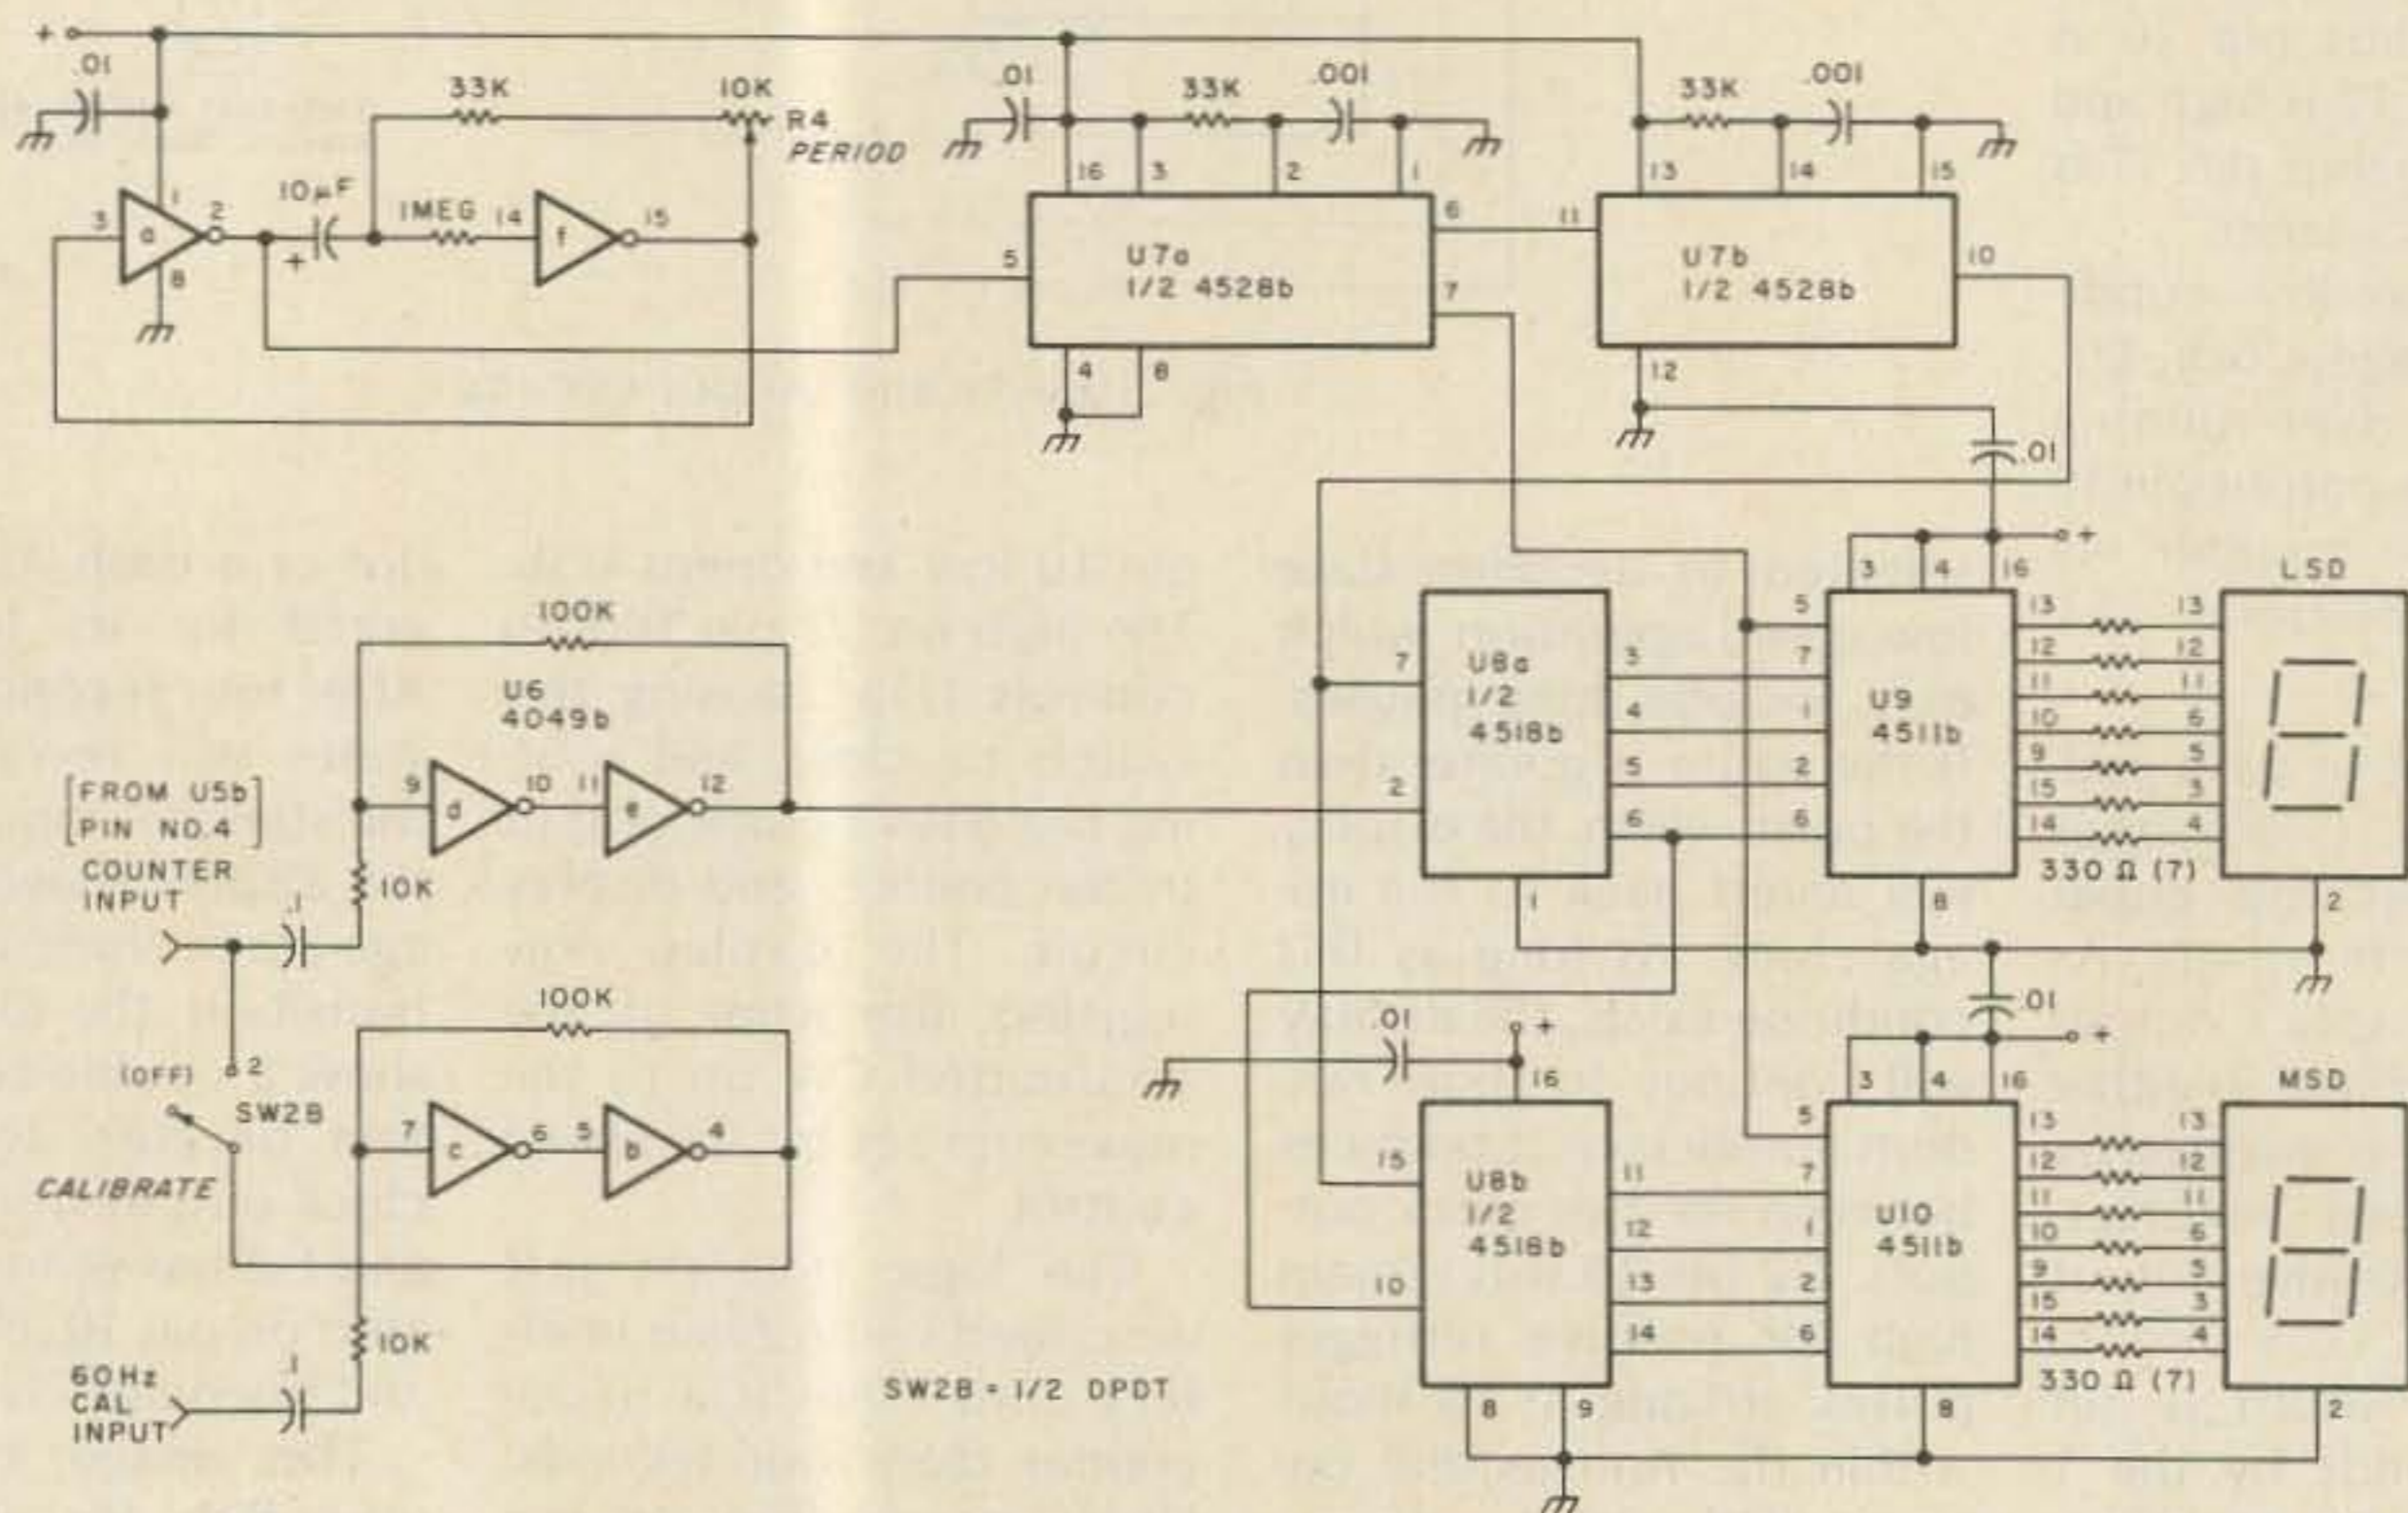 +
.01
33K
10K
R4
PERIOD
.01
33K
.001
33K
.001
16
3
2
1
13
14
15
3
a
1
2
8
10µF
+
1MEG
14
f
15
5
U7a
1/2 4528b
6
7
4
8
11
U7b
1/2 4528b
10
12
.01
+
100K
U6
4049b
[FROM U5b]
[PIN NO.4]
COUNTER
INPUT
.1
10K
9
d
10
11
e
12
7
2
U8a
1/2
4518b
3
4
5
6
1
3
4
16
5
7
1
2
6
U9
4511b
8
13
12
11
10
9
15
14
13
12
11
6
5
3
4
330 Ω (7)
LSD
2
100K
(OFF)
2
SW2B
CALIBRATE
7
c
6
5
b
4
10K
60Hz
CAL
INPUT
.1
SW2B = 1/2 DPDT
.01
+
16
15
10
U8b
1/2
4518b
11
12
13
14
8
9
.01
+
3
4
16
5
7
1
2
6
U10
4511b
8
13
12
11
10
9
15
14
13
12
11
6
5
3
4
330 Ω (7)
MSD
2